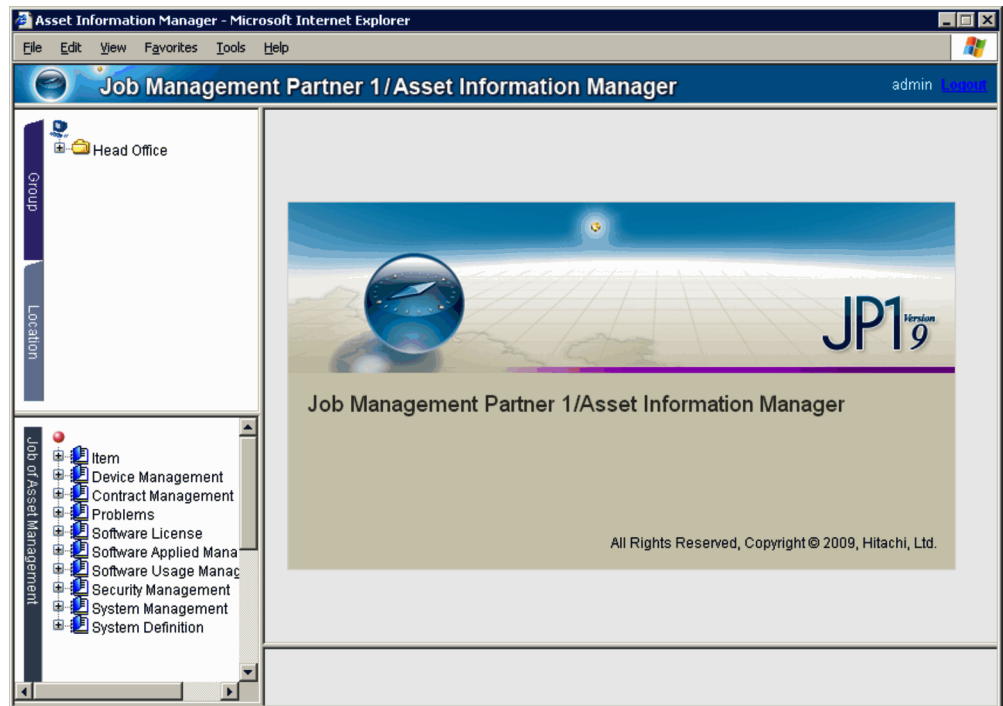 Asset Information Manager - Microsoft Internet Explorer
File Edit View Favorites Tools Help
Job Management Partner 1/Asset Information Manager
admin Logout
Group
Location
Head Office
JP1 Version 9
Job Management Partner 1/Asset Information Manager
All Rights Reserved, Copyright © 2009, Hitachi, Ltd.
Job of Asset Management
Item
Device Management
Contract Management
Problems
Software License
Software Applied Mana
Software Usage Manag
Security Management
System Management
System Definition